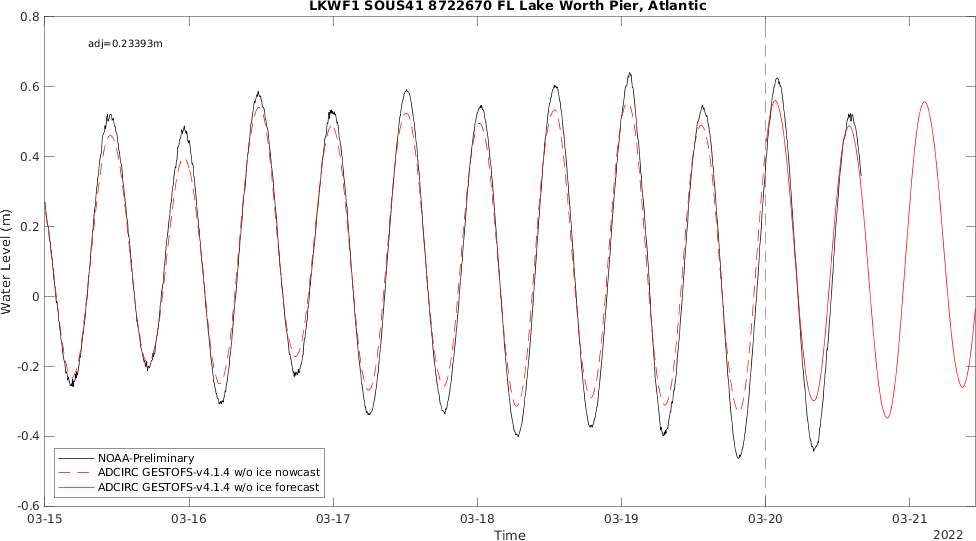 LKWF1 SOUS41 8722670 FL Lake Worth Pier, Atlantic
0.8
adj=0.23393m
0.6
0.4
0.2
0
-0.2
-0.4
-0.6
Water Level (m)
NOAA-Preliminary
ADCIRC GESTOFS-v4.1.4 w/o ice nowcast
ADCIRC GESTOFS-v4.1.4 w/o ice forecast
03-15 03-16 03-17 03-18 03-19 03-20 03-21
Time
2022